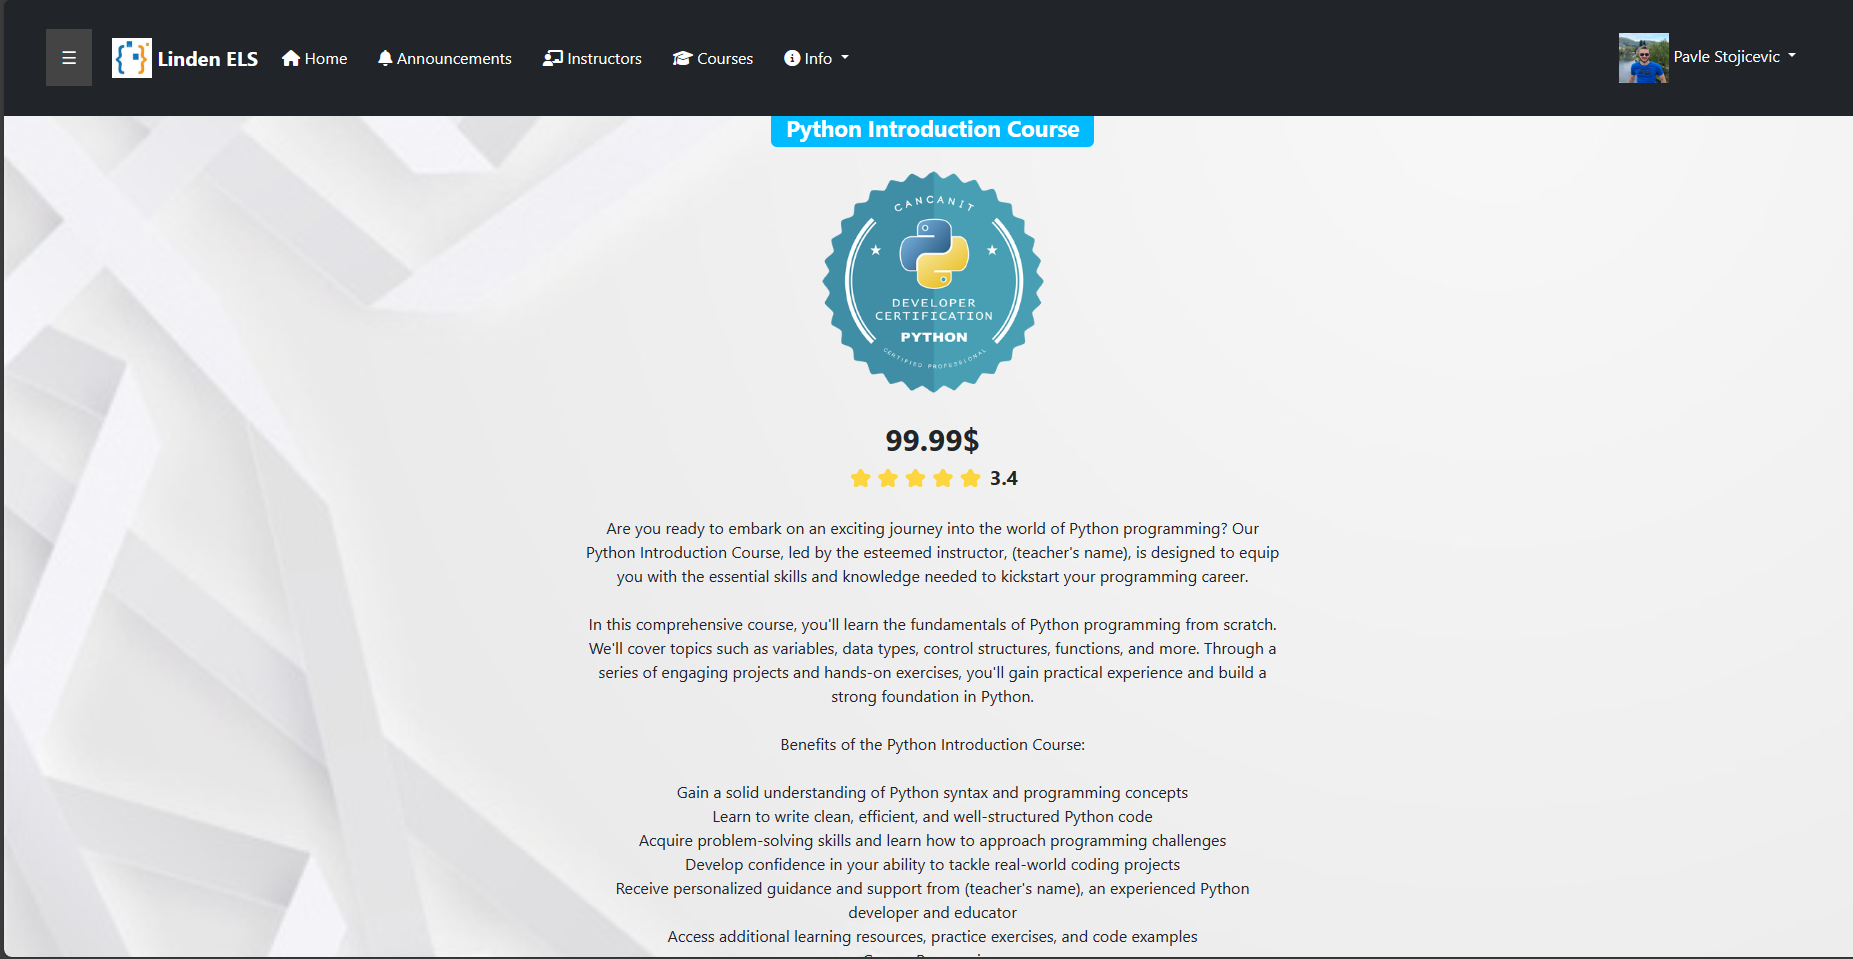 ☰ Linden ELS Home Announcements Instructors Courses Info Pavle Stojicevic
Python Introduction Course
CANCANIT
DEVELOPER
CERTIFICATION
PYTHON
CERTIFIED PROFESSIONAL
99.99$
3.4
Are you ready to embark on an exciting journey into the world of Python programming? Our
Python Introduction Course, led by the esteemed instructor, (teacher's name), is designed to equip
you with the essential skills and knowledge needed to kickstart your programming career.
In this comprehensive course, you'll learn the fundamentals of Python programming from scratch.
We'll cover topics such as variables, data types, control structures, functions, and more. Through a
series of engaging projects and hands-on exercises, you'll gain practical experience and build a
strong foundation in Python.
Benefits of the Python Introduction Course:
Gain a solid understanding of Python syntax and programming concepts
Learn to write clean, efficient, and well-structured Python code
Acquire problem-solving skills and learn how to approach programming challenges
Develop confidence in your ability to tackle real-world coding projects
Receive personalized guidance and support from (teacher's name), an experienced Python
developer and educator
Access additional learning resources, practice exercises, and code examples